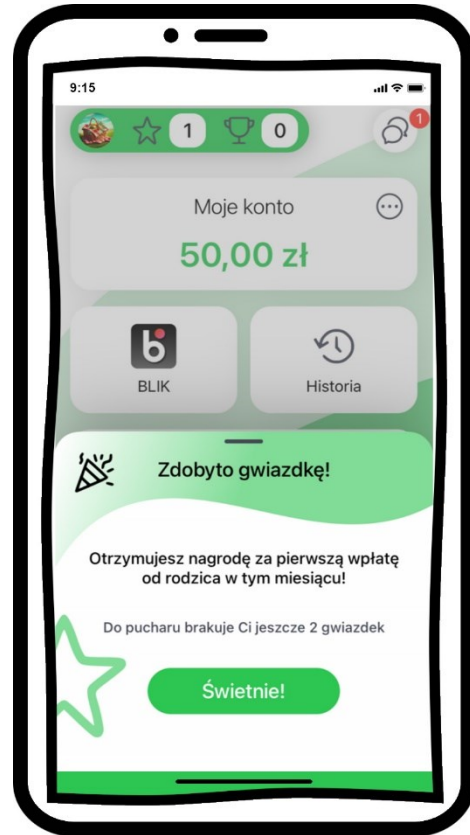 9:15
1
0
1
Moje konto
50,00 zł
b
BLIK
Historia
Zdobyto gwiazdkę!
Otrzymujesz nagrodę za pierwszą wpłatę
od rodzica w tym miesiącu!
Do pucharu brakuje Ci jeszcze 2 gwiazdek
Świetnie!